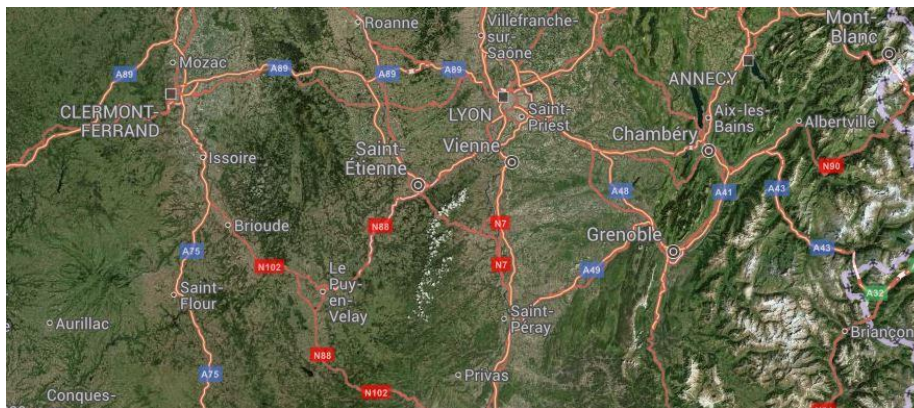 Roanne
Villefranche-
sur-
Saône
Mont-
Blanc
Mozac
A89
A89
A89
A89
ANNECY
CLERMONT-
FERRAND
LYON
Saint-
Priest
Aix-les-
Bains
Albertville
Chambéry
Vienne
Saint-
Étienne
Issoire
N90
A48
A41
A43
Brioude
N88
N7
Grenoble
A75
A43
N102
N7
A49
Saint-
Flour
Le
Puy-
en-
Velay
A32
Aurillac
Saint-
Péray
Briançon
N88
A75
Privas
N102
Conques-